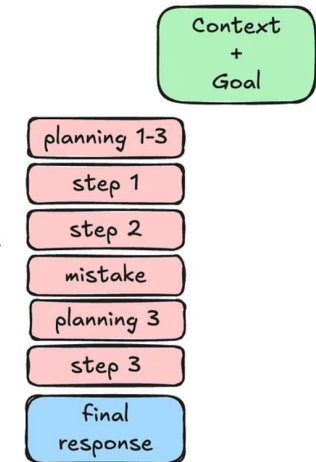 Context
+
Goal
planning 1-3
step 1
step 2
mistake
planning 3
step 3
final
response